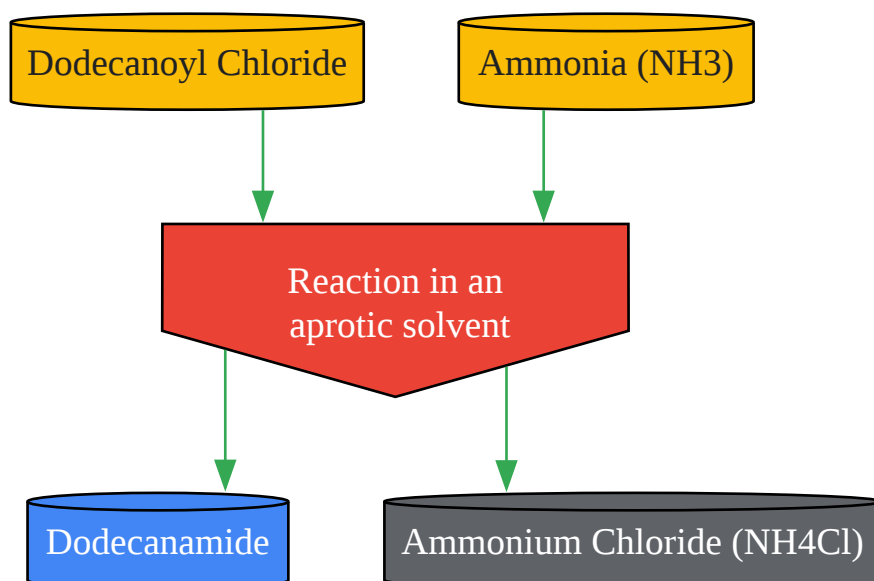 Dodecanoyl Chloride
Ammonia (NH3)
Reaction in an
aprotic solvent
Dodecanamide
Ammonium Chloride (NH4Cl)